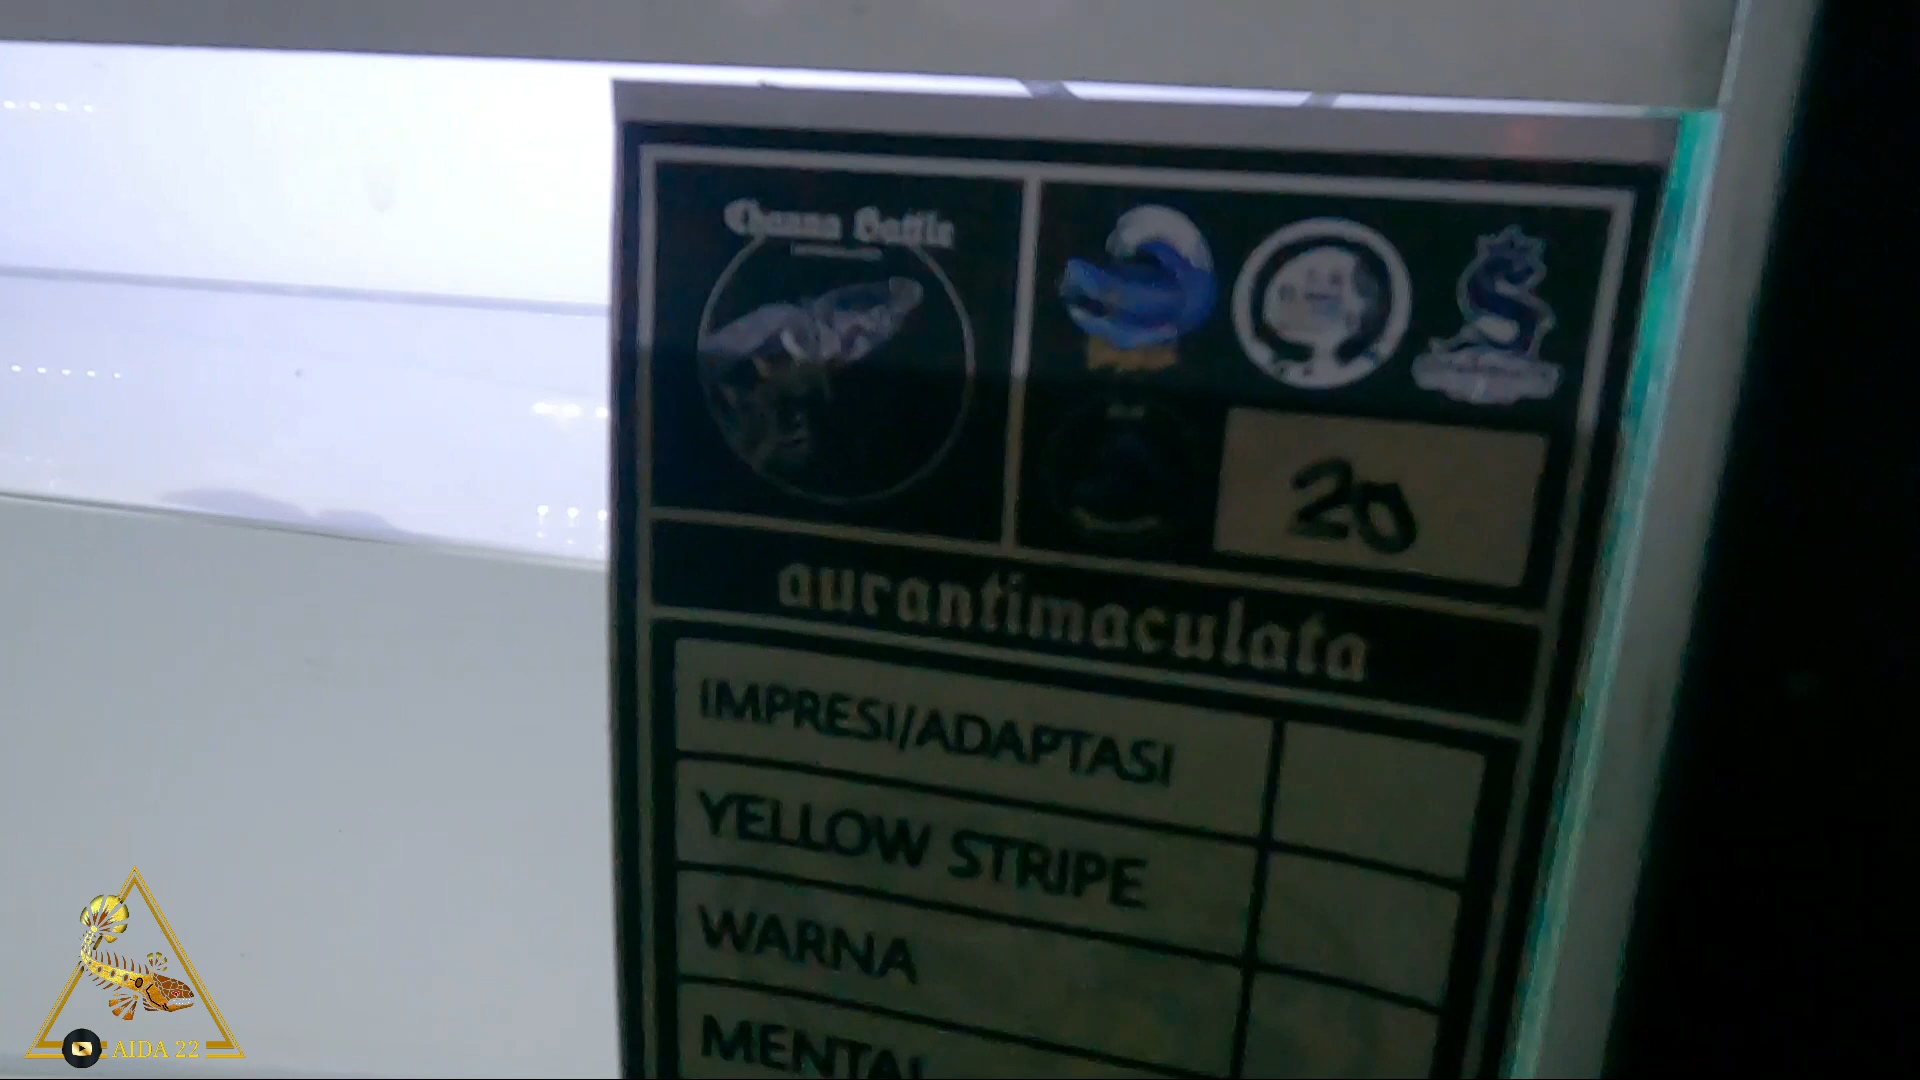 Channa Battle
20
aurantimaculata
IMPRESI/ADAPTASI
YELLOW STRIPE
WARNA
MENTAL
AIDA 22